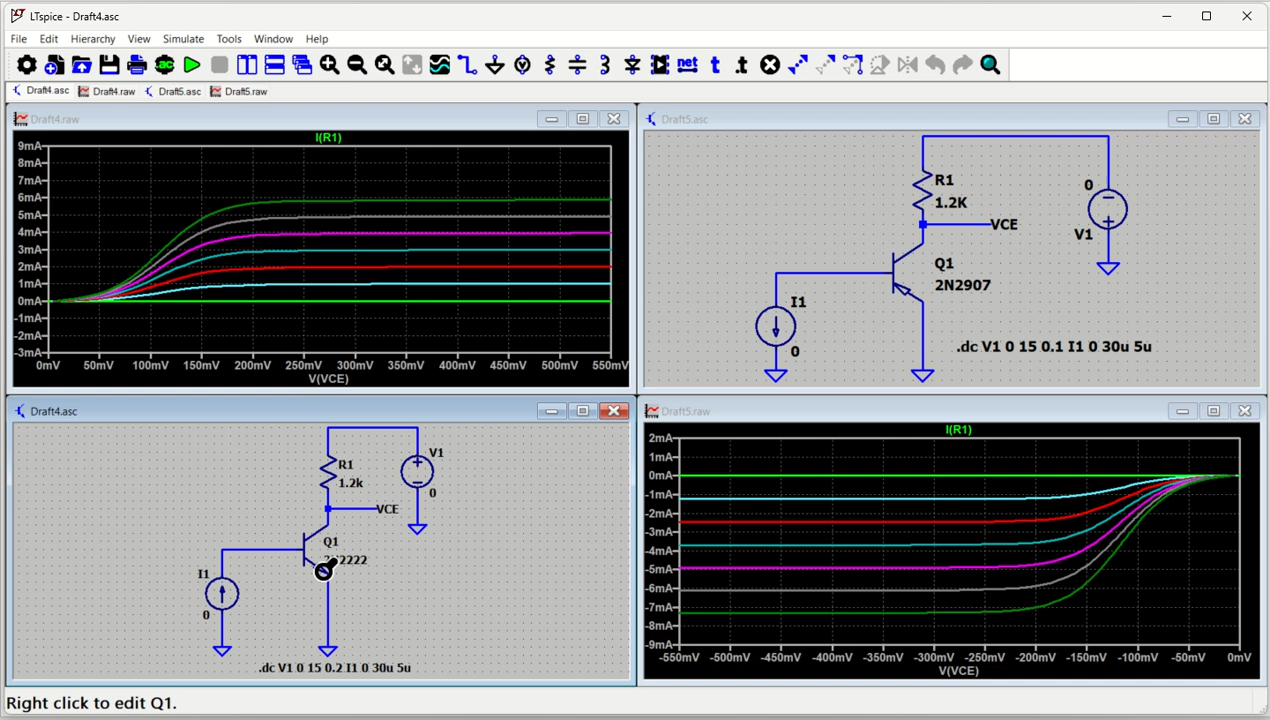 LTspice - Draft4.asc
File Edit Hierarchy View Simulate Tools Window Help
.ac net t .t
Draft4.asc Draft4.raw Draft5.asc Draft5.raw
Draft4.raw
I(R1)
9mA
8mA
7mA
6mA
5mA
4mA
3mA
2mA
1mA
0mA
-1mA
-2mA
-3mA
0mV 50mV 100mV 150mV 200mV 250mV 300mV 350mV 400mV 450mV 500mV 550mV
V(VCE)
Draft5.asc
R1
1.2K
0
V1
VCE
Q1
2N2907
I1
0
.dc V1 0 15 0.1 I1 0 30u 5u
Draft4.asc
V1
R1
1.2k
0
VCE
Q1
I1
0
.dc V1 0 15 0.2 I1 0 30u 5u
Draft5.raw
I(R1)
2mA
1mA
0mA
-1mA
-2mA
-3mA
-4mA
-5mA
-6mA
-7mA
-8mA
-9mA
-550mV -500mV -450mV -400mV -350mV -300mV -250mV -200mV -150mV -100mV -50mV 0mV
V(VCE)
Right click to edit Q1.